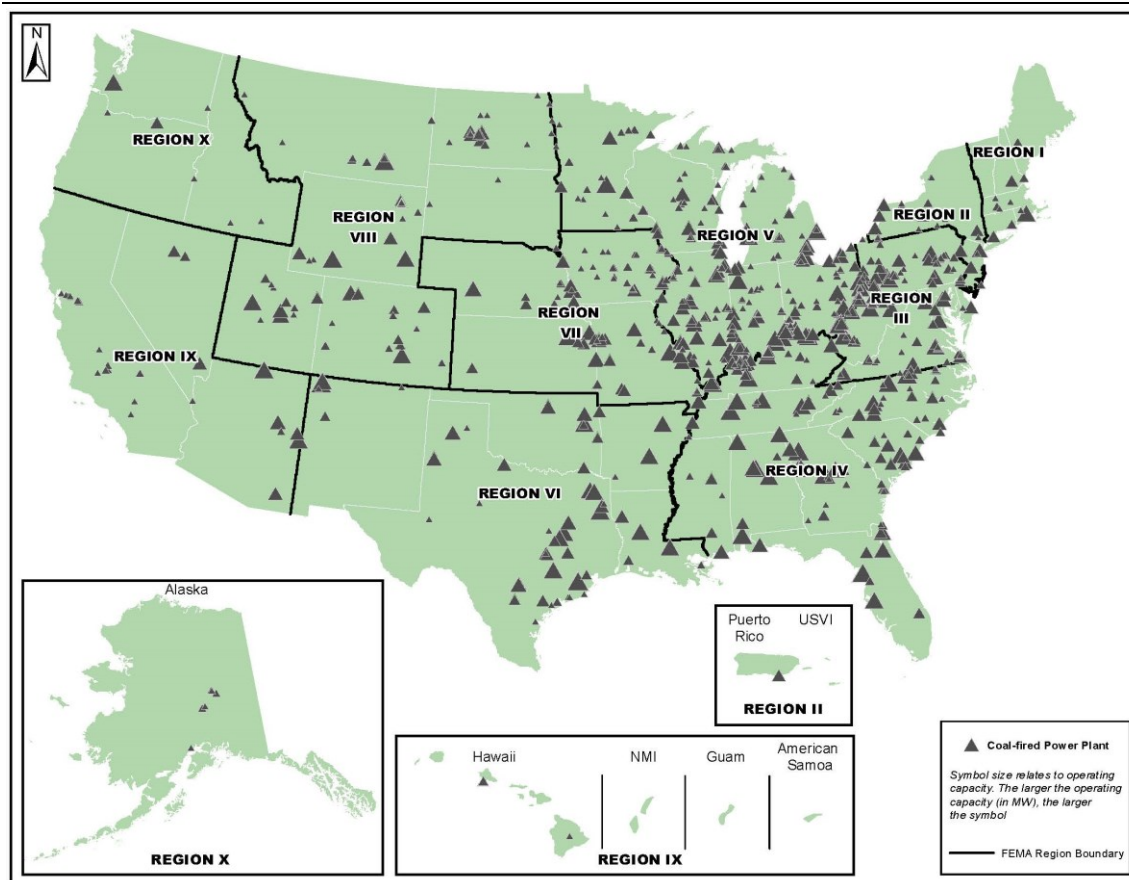 N
REGION X
REGION I
REGION II
REGION
VIII
REGION V
REGION
III
REGION
VII
REGION IX
REGION IV
REGION VI
Alaska
REGION X
Puerto
Rico
USVI
REGION II
Hawaii
NMI
Guam
American
Samoa
REGION IX
Coal-fired Power Plant
Symbol size relates to operating
capacity. The larger the operating
capacity (in MW), the larger
the symbol
FEMA Region Boundary